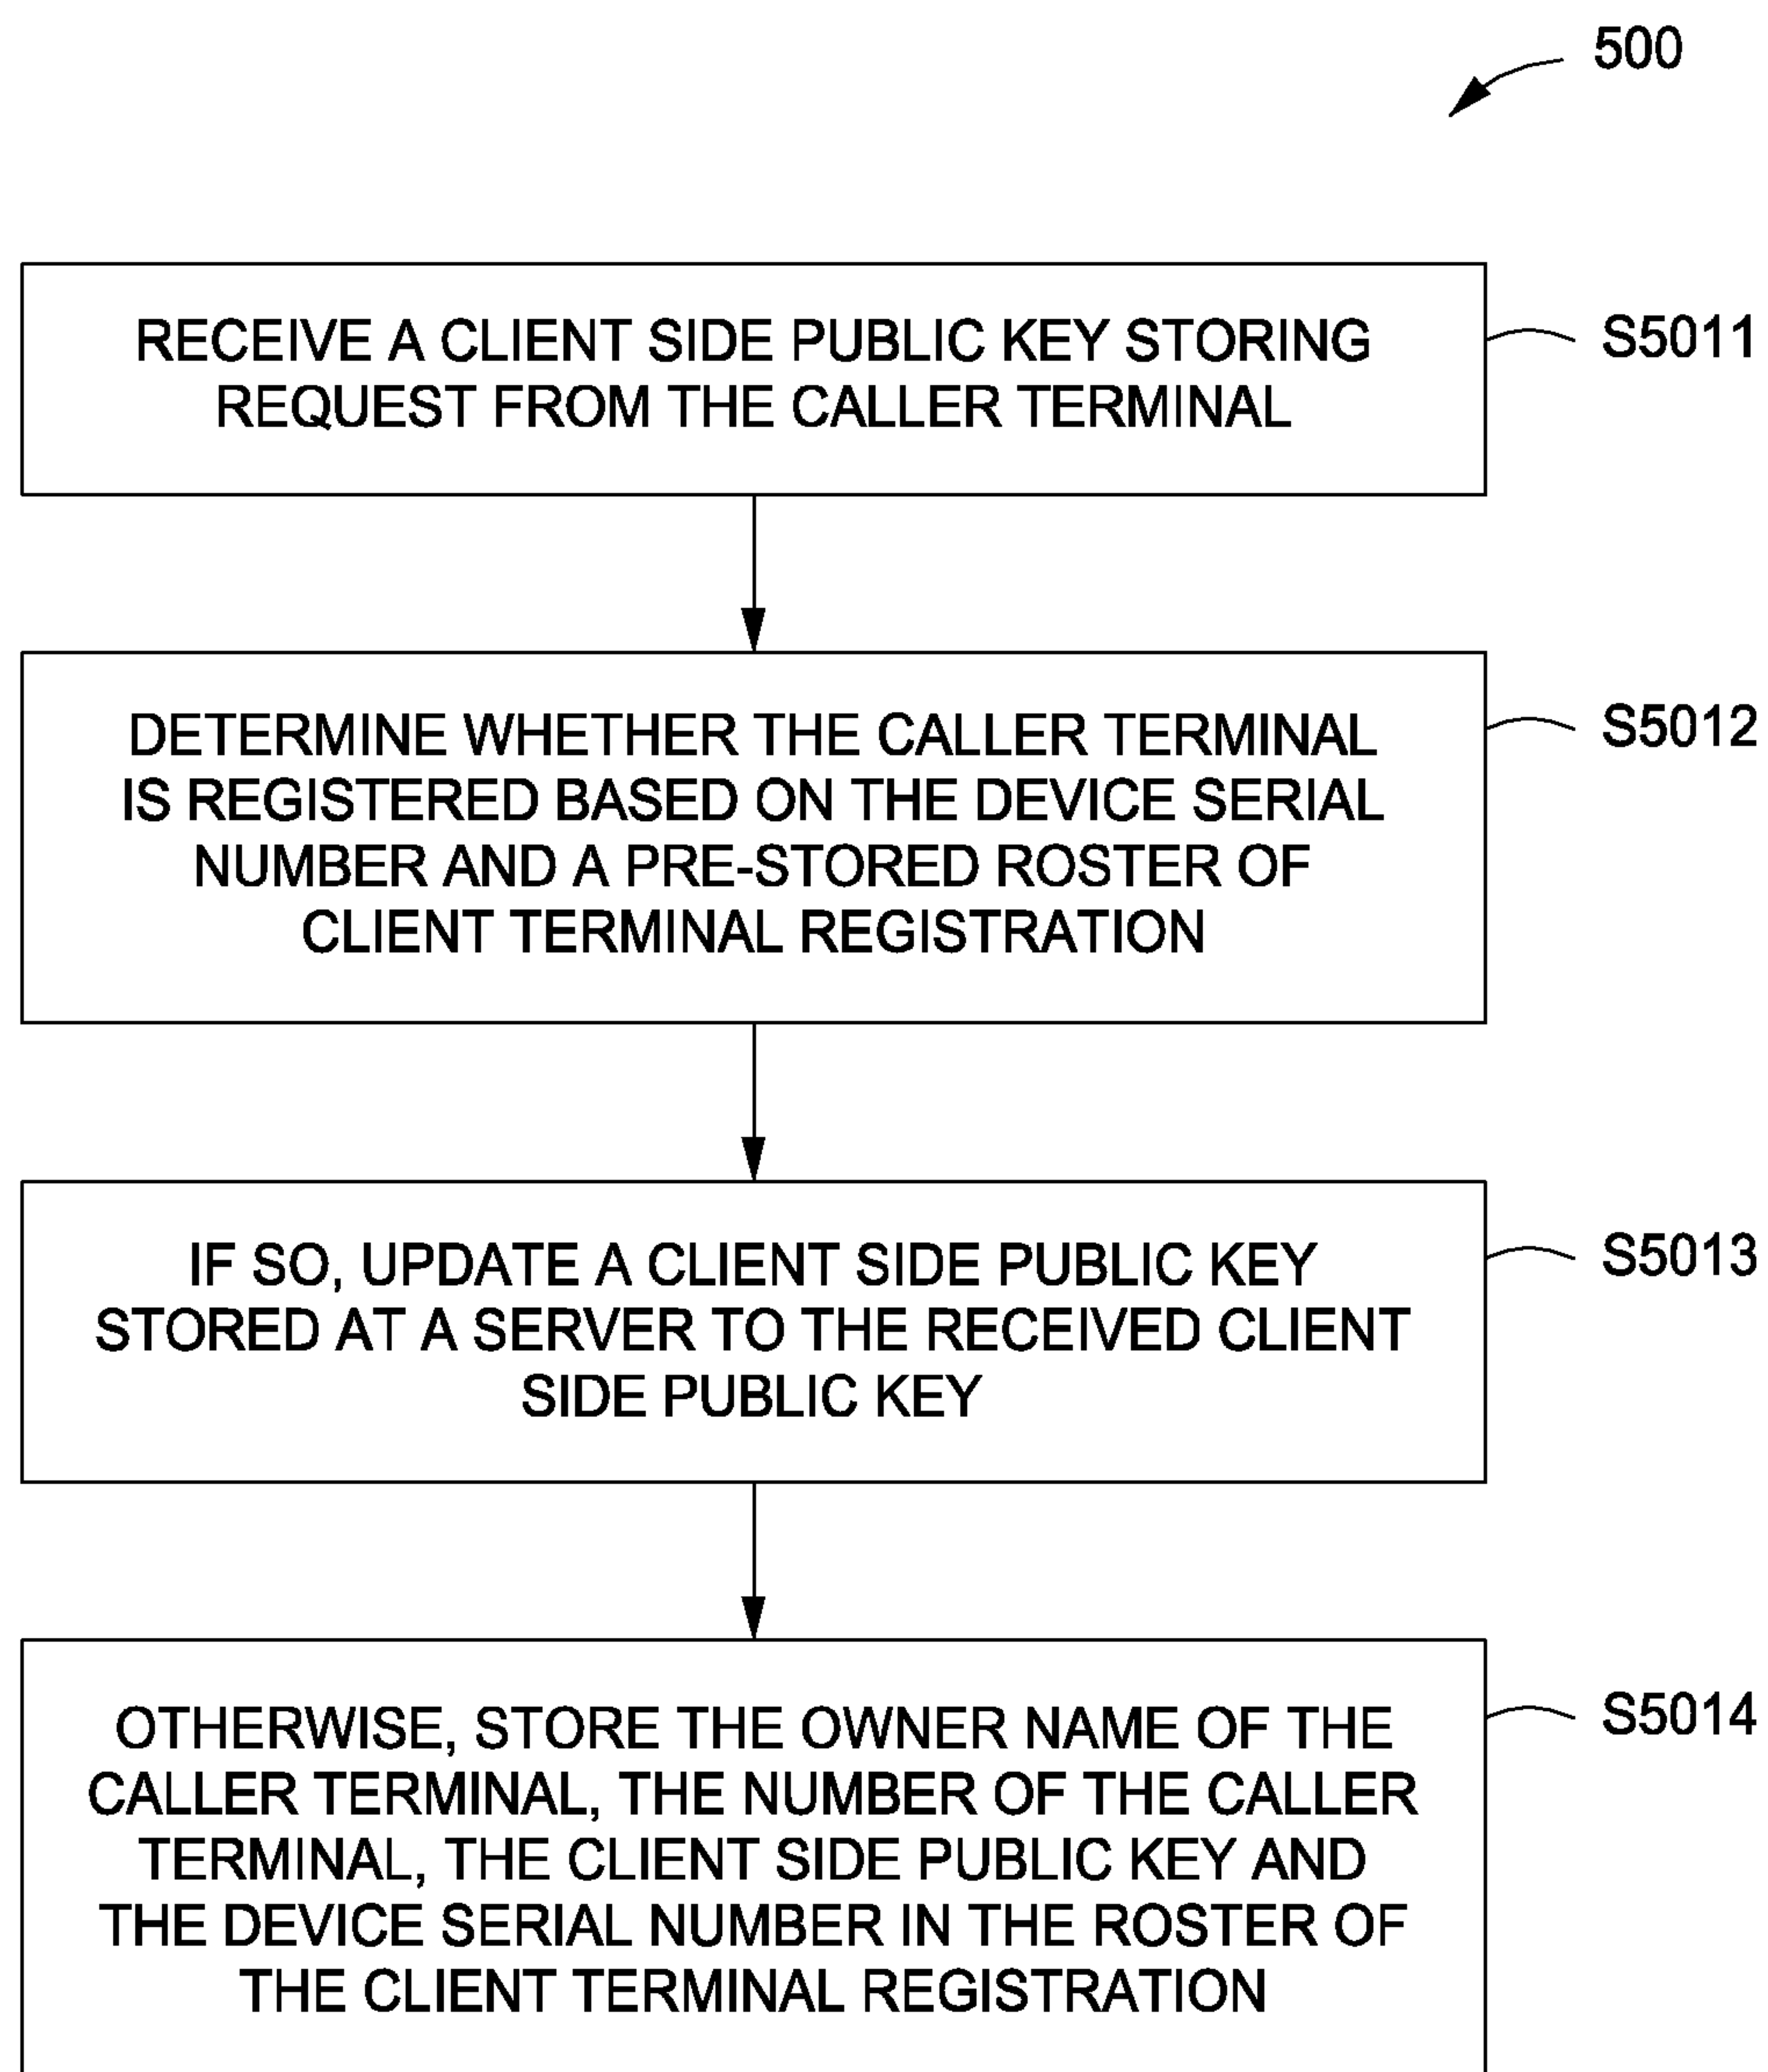 500
RECEIVE A CLIENT SIDE PUBLIC KEY STORING
REQUEST FROM THE CALLER TERMINAL
S5011
DETERMINE WHETHER THE CALLER TERMINAL
IS REGISTERED BASED ON THE DEVICE SERIAL
NUMBER AND A PRE-STORED ROSTER OF
CLIENT TERMINAL REGISTRATION
S5012
IF SO, UPDATE A CLIENT SIDE PUBLIC KEY
STORED AT A SERVER TO THE RECEIVED CLIENT
SIDE PUBLIC KEY
S5013
OTHERWISE, STORE THE OWNER NAME OF THE
CALLER TERMINAL, THE NUMBER OF THE CALLER
TERMINAL, THE CLIENT SIDE PUBLIC KEY AND
THE DEVICE SERIAL NUMBER IN THE ROSTER OF
THE CLIENT TERMINAL REGISTRATION
S5014